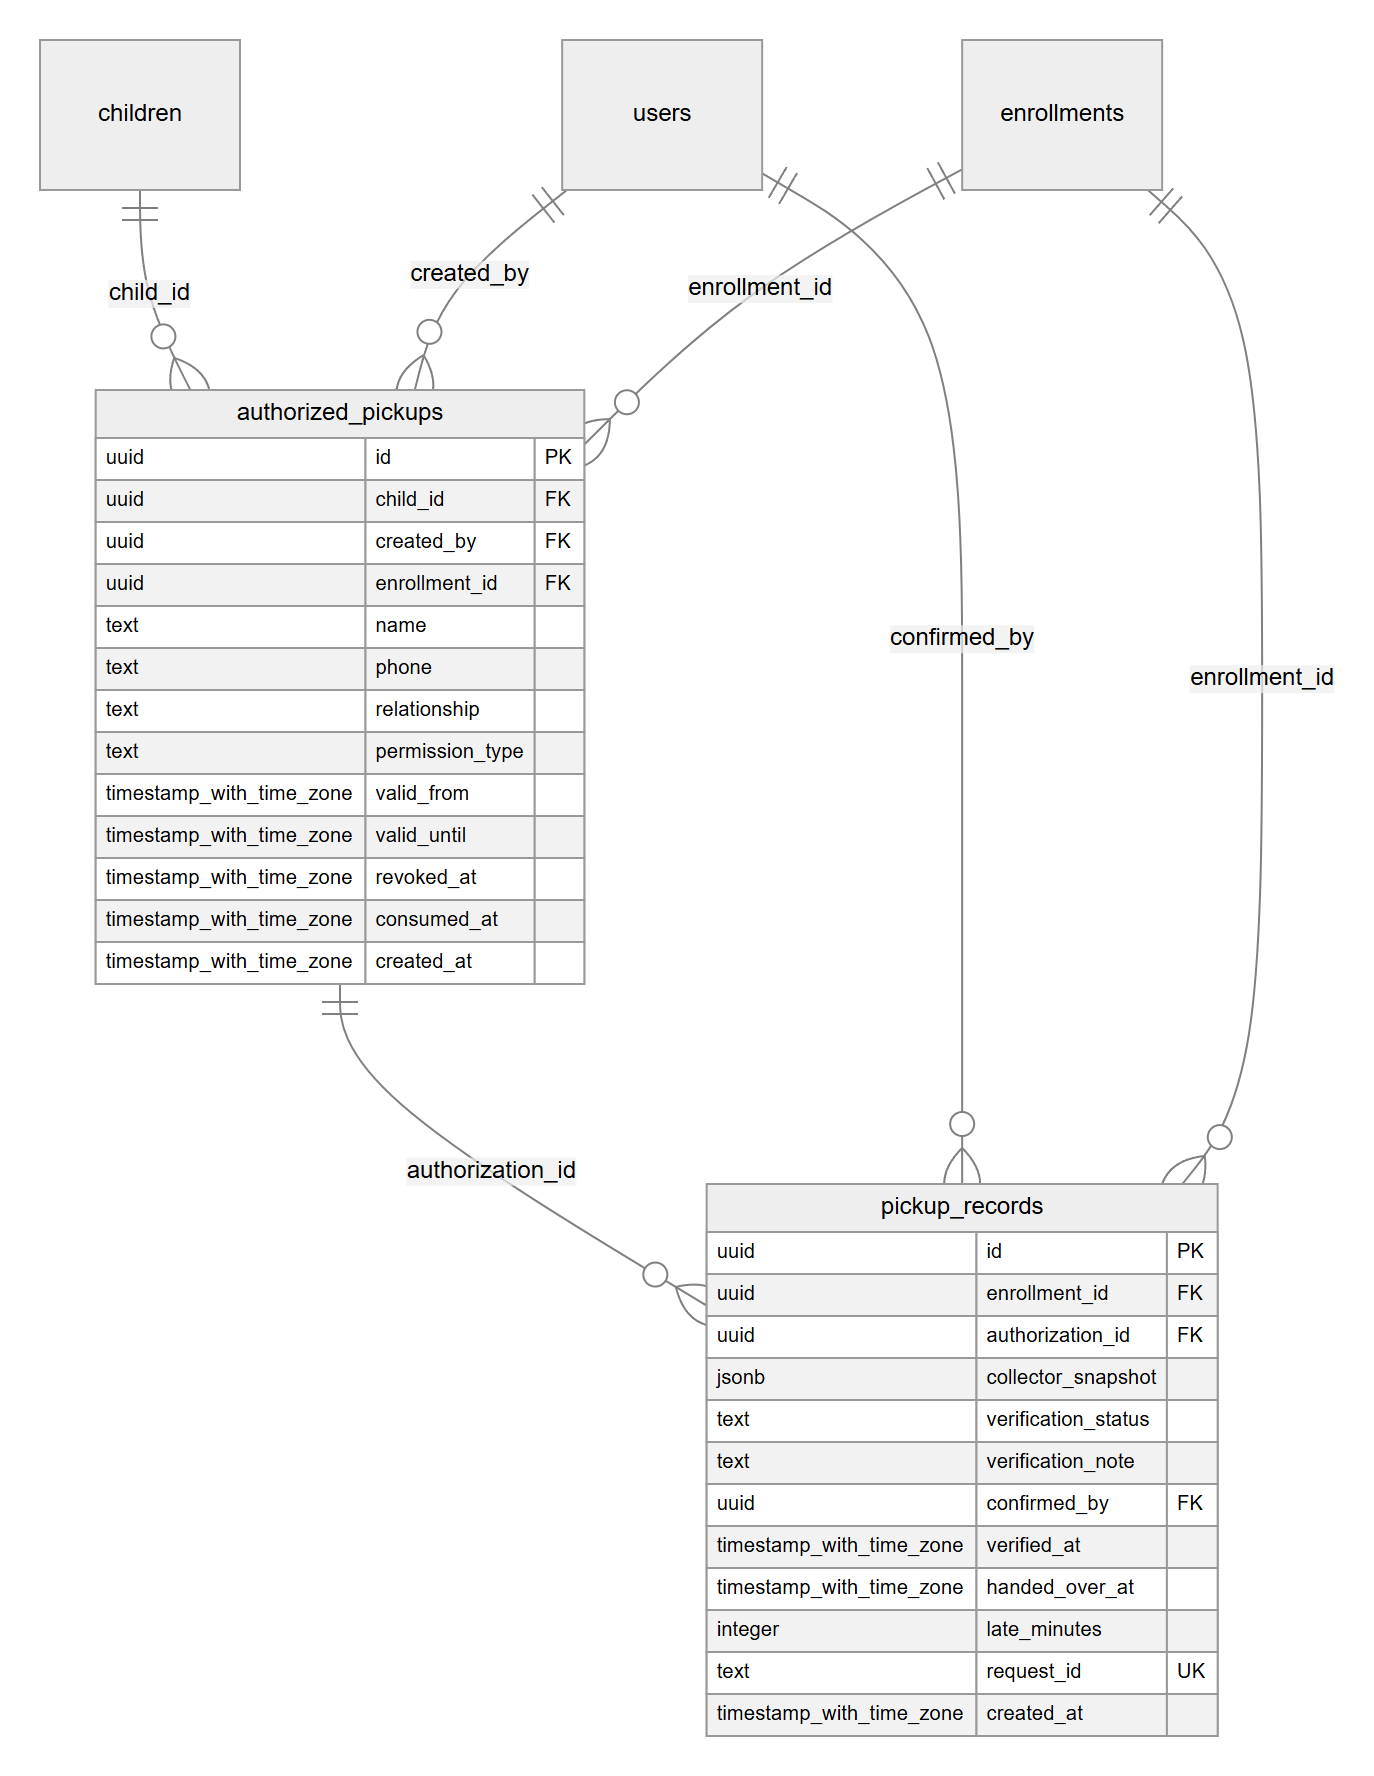 children
users
enrollments
child_id
created_by
enrollment_id
authorized_pickups
uuid id PK
uuid child_id FK
uuid created_by FK
uuid enrollment_id FK
text name
text phone
text relationship
text permission_type
timestamp_with_time_zone valid_from
timestamp_with_time_zone valid_until
timestamp_with_time_zone revoked_at
timestamp_with_time_zone consumed_at
timestamp_with_time_zone created_at
confirmed_by
enrollment_id
authorization_id
pickup_records
uuid id PK
uuid enrollment_id FK
uuid authorization_id FK
jsonb collector_snapshot
text verification_status
text verification_note
uuid confirmed_by FK
timestamp_with_time_zone verified_at
timestamp_with_time_zone handed_over_at
integer late_minutes
text request_id UK
timestamp_with_time_zone created_at